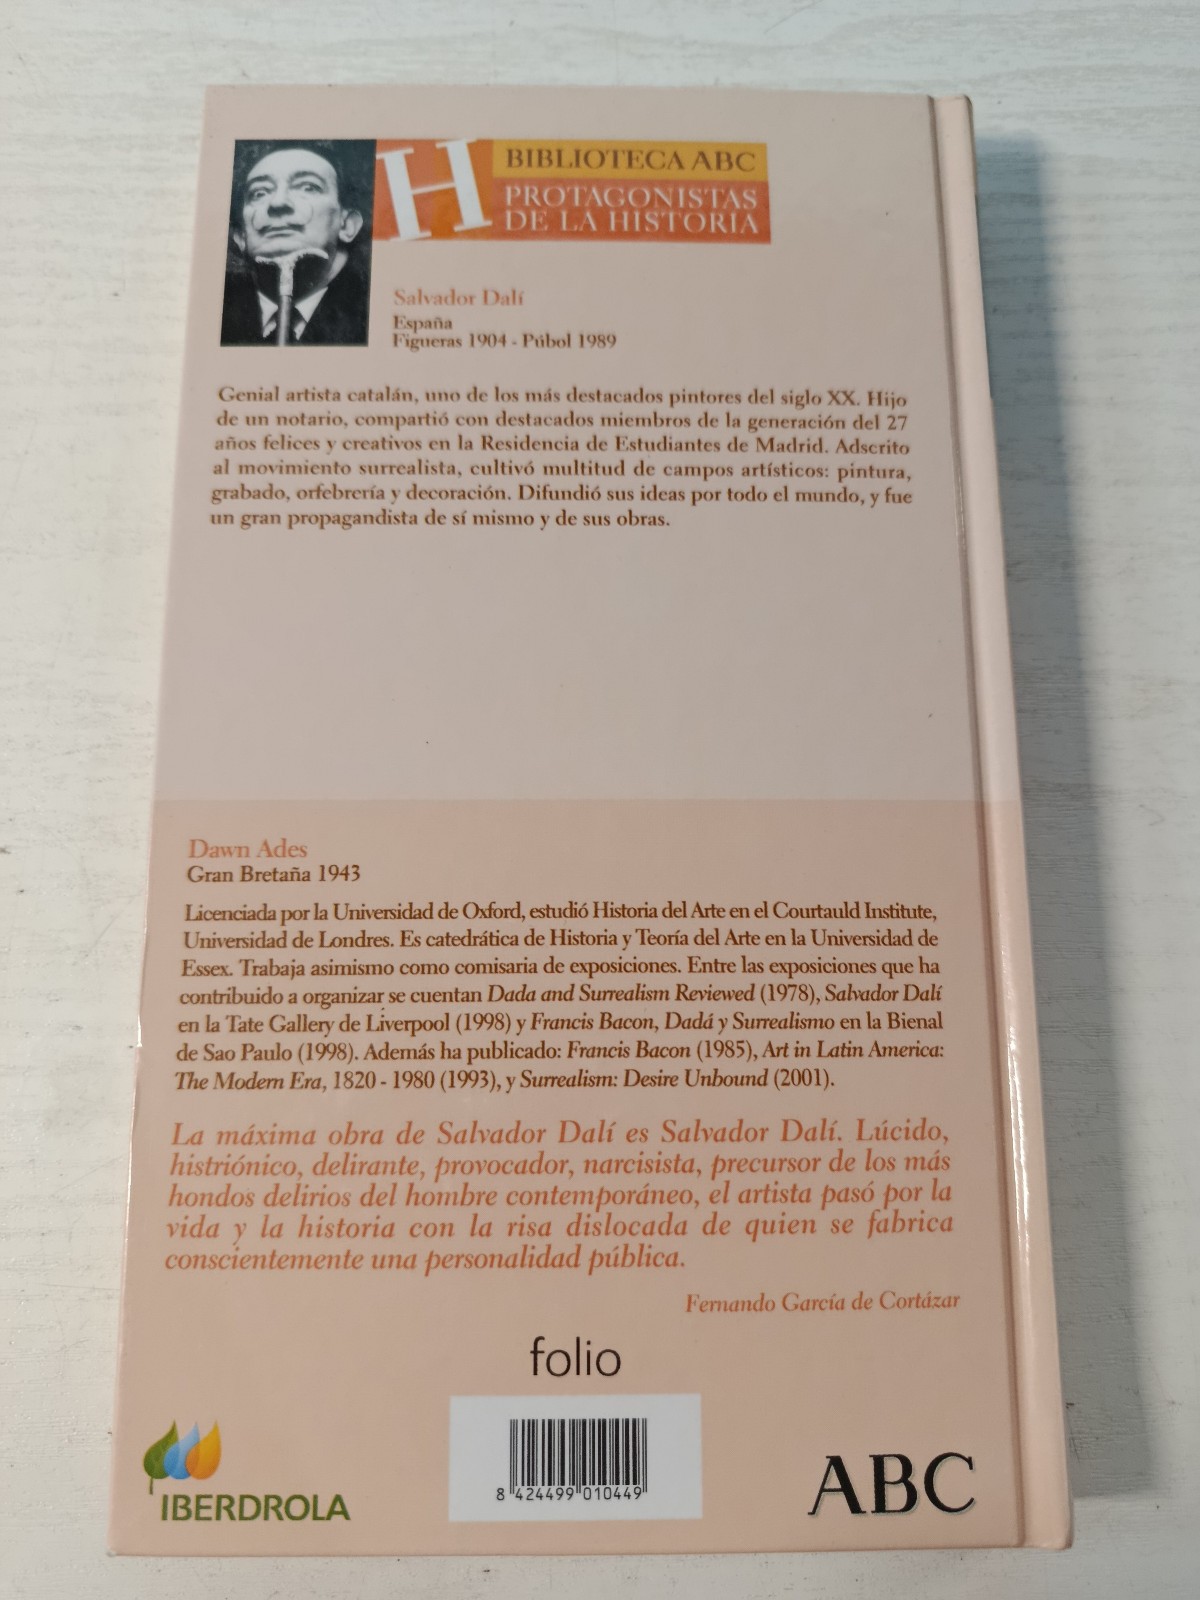 H
BIBLIOTECA ABC
PROTAGONISTAS
DE LA HISTORIA
Salvador Dalí
España
Figueras 1904 - Púbol 1989
Genial artista catalán, uno de los más destacados pintores del siglo XX. Hijo
de un notario, compartió con destacados miembros de la generación del 27
años felices y creativos en la Residencia de Estudiantes de Madrid. Adscrito
al movimiento surrealista, cultivó multitud de campos artísticos: pintura,
grabado, orfebrería y decoración. Difundió sus ideas por todo el mundo, y fue
un gran propagandista de sí mismo y de sus obras.
Dawn Ades
Gran Bretaña 1943
Licenciada por la Universidad de Oxford, estudió Historia del Arte en el Courtauld Institute,
Universidad de Londres. Es catedrática de Historia y Teoría del Arte en la Universidad de
Essex. Trabaja asimismo como comisaria de exposiciones. Entre las exposiciones que ha
contribuido a organizar se cuentan Dada and Surrealism Reviewed (1978), Salvador Dalí
en la Tate Gallery de Liverpool (1998) y Francis Bacon, Dadá y Surrealismo en la Bienal
de Sao Paulo (1998). Además ha publicado: Francis Bacon (1985), Art in Latin America:
The Modern Era, 1820 - 1980 (1993), y Surrealism: Desire Unbound (2001).
La máxima obra de Salvador Dalí es Salvador Dalí. Lúcido,
histriónico, delirante, provocador, narcisista, precursor de los más
hondos delirios del hombre contemporáneo, el artista pasó por la
vida y la historia con la risa dislocada de quien se fabrica
conscientemente una personalidad pública.
Fernando García de Cortázar
folio
8 424499 010449
IBERDROLA
ABC